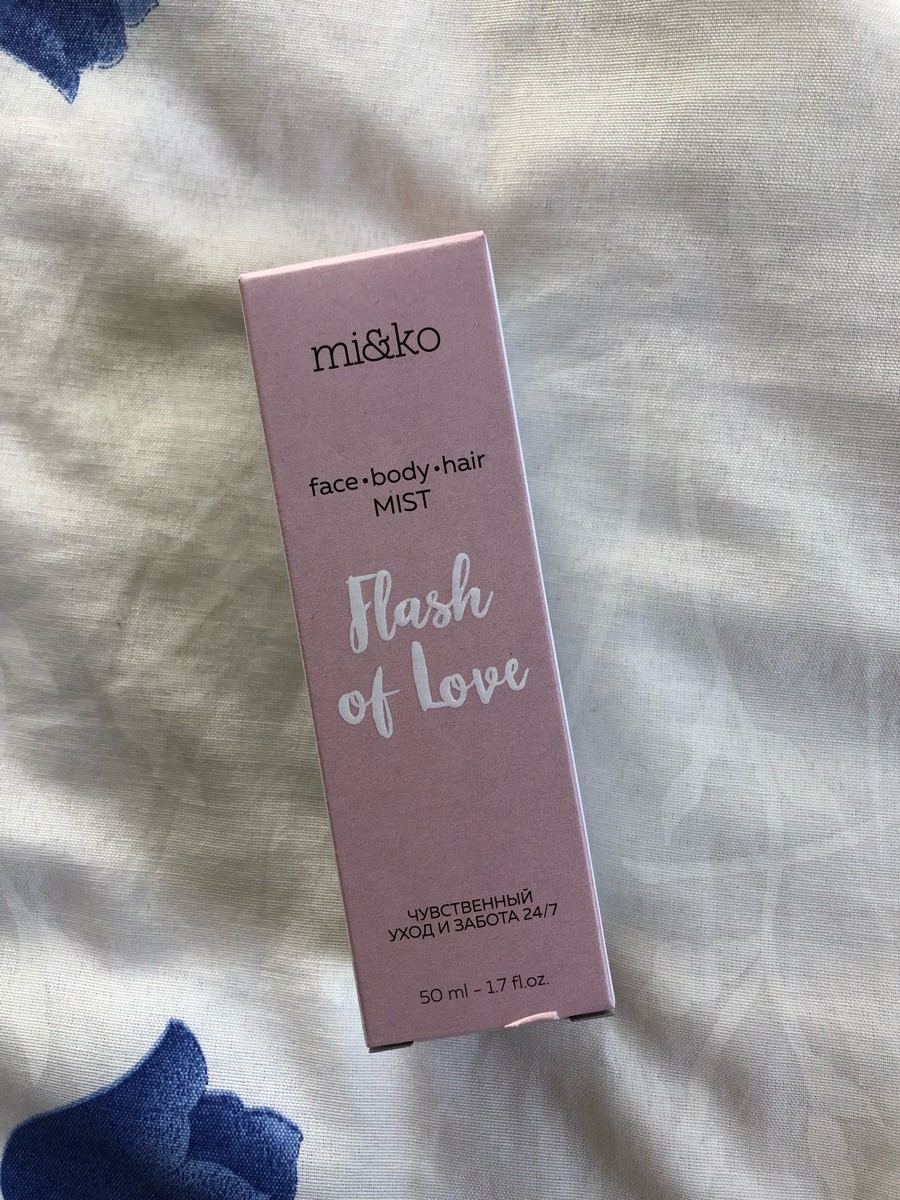 mi&ko
face•body•hair
MIST
Flash
of Love
ЧУВСТВЕННЫЙ
УХОД И ЗАБОТА 24/7
50 ml - 1.7 fl.oz.